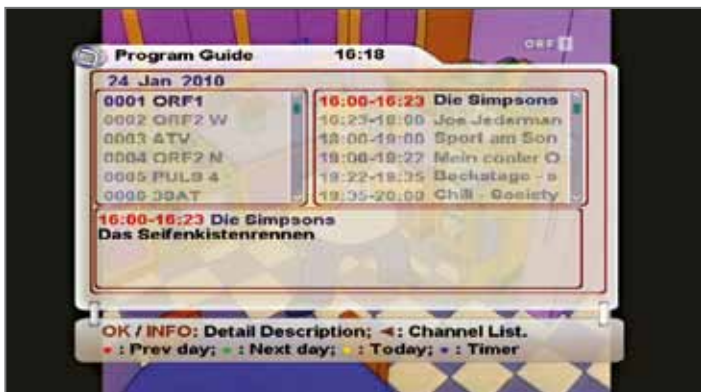 Program Guide 16:18
ORF 1
24 Jan 2010
0001 ORF1
0002 ORF2 W
0003 ATV
0004 ORF2 N
0005 PULS 4
0006 3SAT
16:00-16:23 Die Simpsons
16:23-18:00 Joe Jederman
18:00-19:00 Sport am Son
19:00-19:22 Mein cooler O
19:22-19:35 Backstage - s
19:35-20:00 Chili - Society
16:00-16:23 Die Simpsons
Das Seifenkistenrennen
OK / INFO: Detail Description; ◄: Channel List.
● : Prev day; ● : Next day; ● : Today; ● : Timer